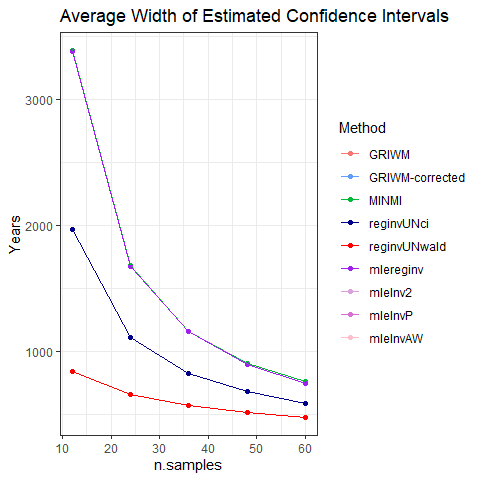 Average Width of Estimated Confidence Intervals
Years
3000
2000
1000
10
20
30
40
50
60
n.samples
Method
GRIWM
GRIWM-corrected
MINMI
reginvUNci
reginvUNwald
mlereginv
mleInv2
mleInvP
mleInvAW